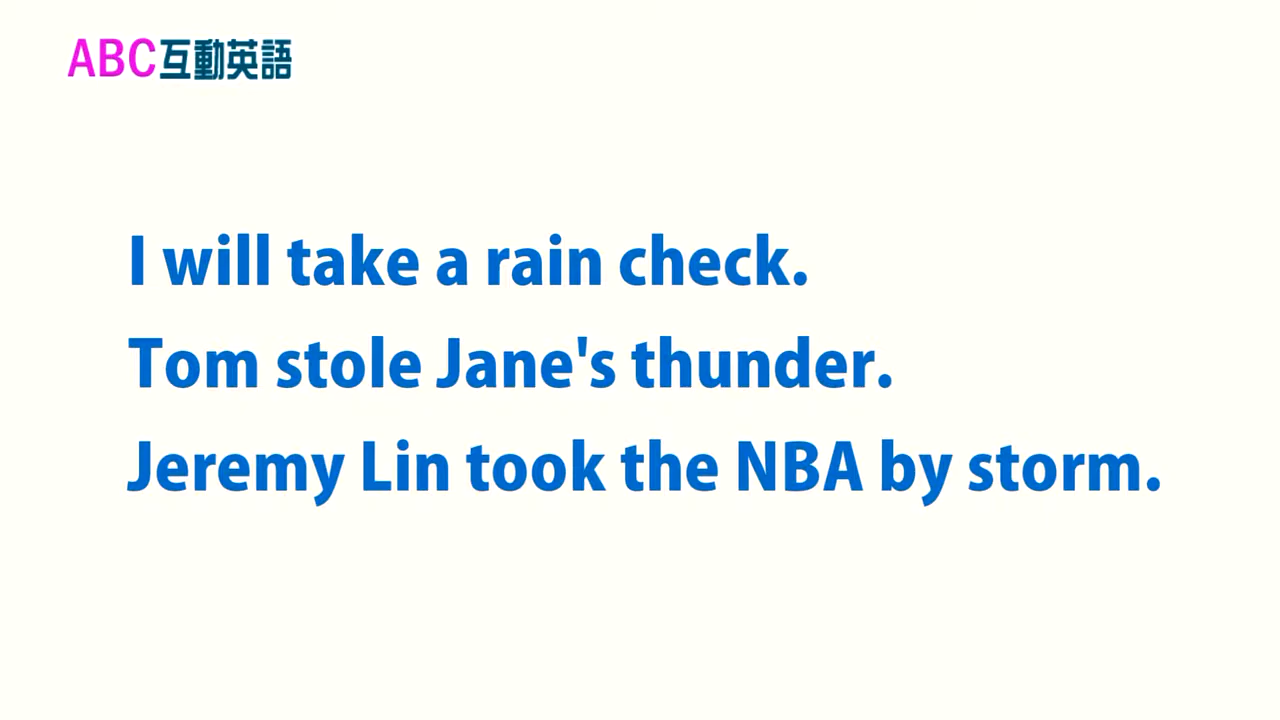 ABC互動英語
I will take a rain check.
Tom stole Jane's thunder.
Jeremy Lin took the NBA by storm.